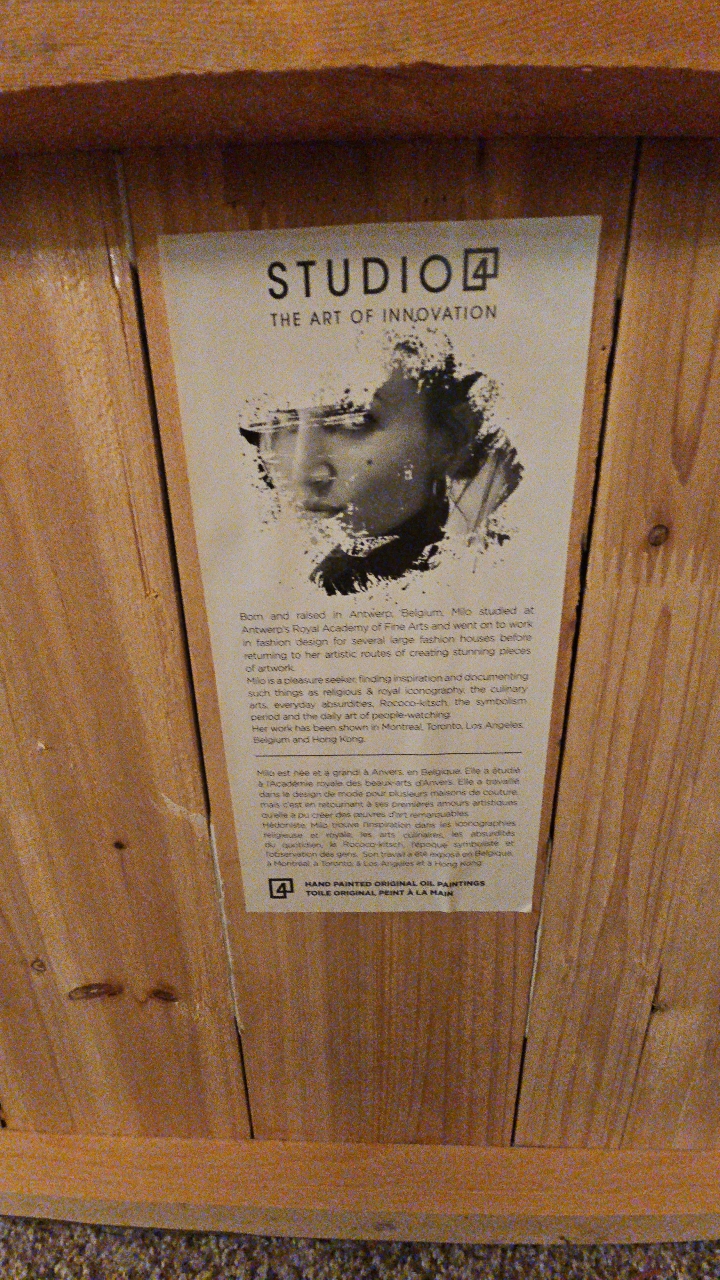 STUDIO 4
THE ART OF INNOVATION
Born and raised in Antwerp, Belgium, Milo studied at
Antwerp's Royal Academy of Fine Arts and went on to work
in fashion design for several large fashion houses before
returning to her artistic routes of creating stunning pieces
of artwork.
Milo is a pleasure seeker, finding inspiration and documenting
such things as religious & royal iconography, the culinary
arts, everyday absurdities, Rococo-kitsch, the symbolism
period and the daily art of people-watching.
Her work has been shown in Montreal, Toronto, Los Angeles,
Belgium and Hong Kong.
Milo est née et a grandi à Anvers, en Belgique. Elle a étudié
à l'Académie royale des beaux-arts d'Anvers. Elle a travaillé
dans le design de mode pour plusieurs maisons de couture,
mais c'est en retournant à ses premières amours artistiques
qu'elle a pu créer des œuvres d'art remarquables.
Hédoniste, Milo trouve l'inspiration dans les iconographies
religieuse et royale, les arts culinaires, les absurdités
du quotidien, le Rococo-kitsch, l'époque symboliste et
l'observation des gens. Son travail a été exposé en Belgique,
à Montréal, à Toronto, à Los Angeles et à Hong Kong.
4 HAND PAINTED ORIGINAL OIL PAINTINGS
TOILE ORIGINAL PEINT À LA MAIN